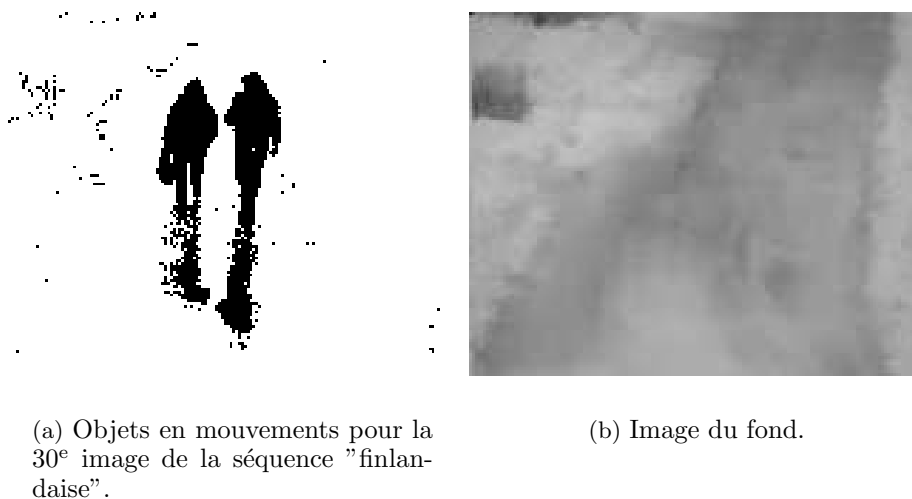 (a) Objets en mouvements pour la
30e image de la séquence "finlan-
daise".
(b) Image du fond.